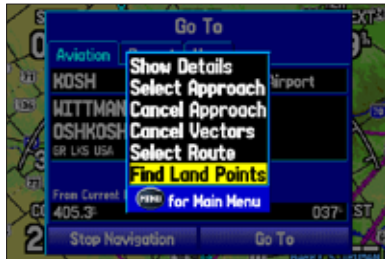 Go To
Aviation
Show Details
KOSH
Select Approach
Airport
WITTMAN
Cancel Approach
OSHKOSH
Cancel Vectors
GR LKS USA
Select Route
Find Land Points
From Current
MENU for Main Menu
405.3
037°
Stop Navigation
Go To